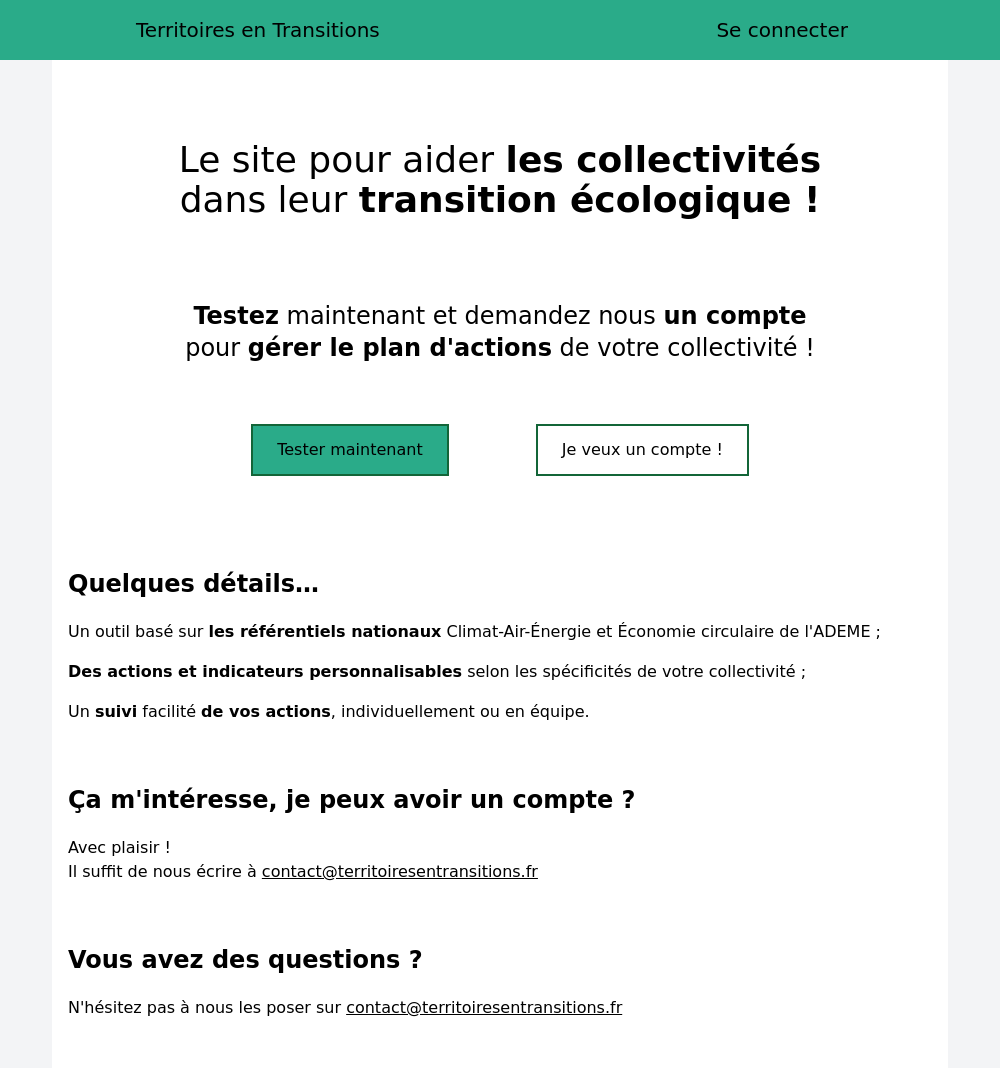 Territoires en Transitions
Se connecter
Le site pour aider les collectivités
dans leur transition écologique !
Testez maintenant et demandez nous un compte
pour gérer le plan d'actions de votre collectivité !
Tester maintenant
Je veux un compte !
Quelques détails…
Un outil basé sur les référentiels nationaux Climat-Air-Énergie et Économie circulaire de l'ADEME ;
Des actions et indicateurs personnalisables selon les spécificités de votre collectivité ;
Un suivi facilité de vos actions, individuellement ou en équipe.
Ça m'intéresse, je peux avoir un compte ?
Avec plaisir !
Il suffit de nous écrire à contact@territoiresentransitions.fr
Vous avez des questions ?
N'hésitez pas à nous les poser sur contact@territoiresentransitions.fr